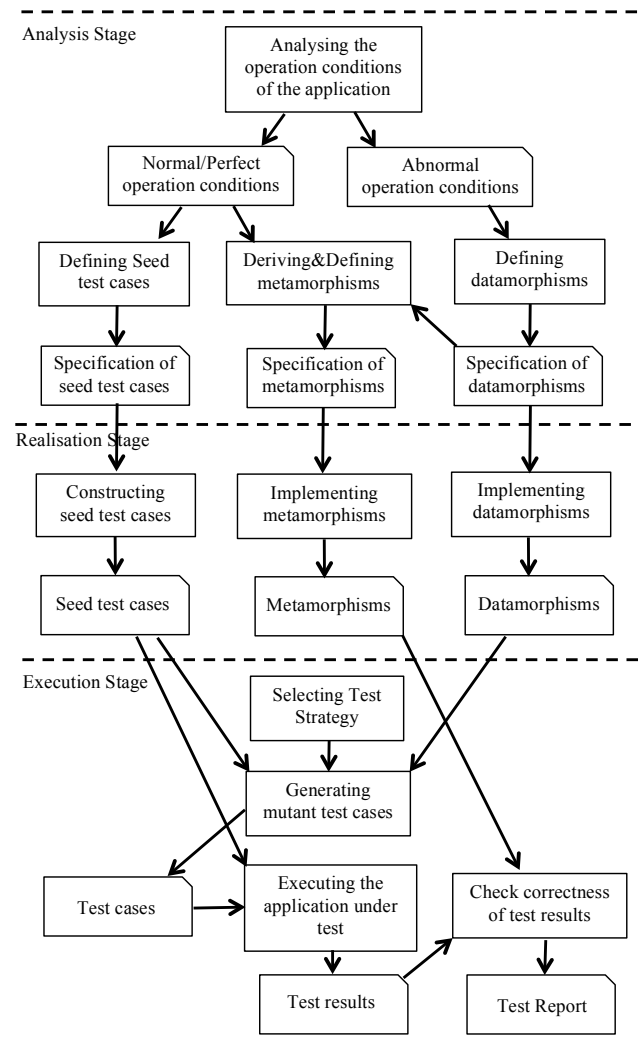 Analysis Stage
Analysing the
operation conditions
of the application
Normal/Perfect
operation conditions
Abnormal
operation conditions
Defining Seed
test cases
Deriving&Defining
metamorphisms
Defining
datamorphisms
Specification of
seed test cases
Specification of
metamorphisms
Specification of
datamorphisms
Realisation Stage
Constructing
seed test cases
Implementing
metamorphisms
Implementing
datamorphisms
Seed test cases
Metamorphisms
Datamorphisms
Execution Stage
Selecting Test
Strategy
Generating
mutant test cases
Test cases
Executing the
application under
test
Check correctness
of test results
Test results
Test Report